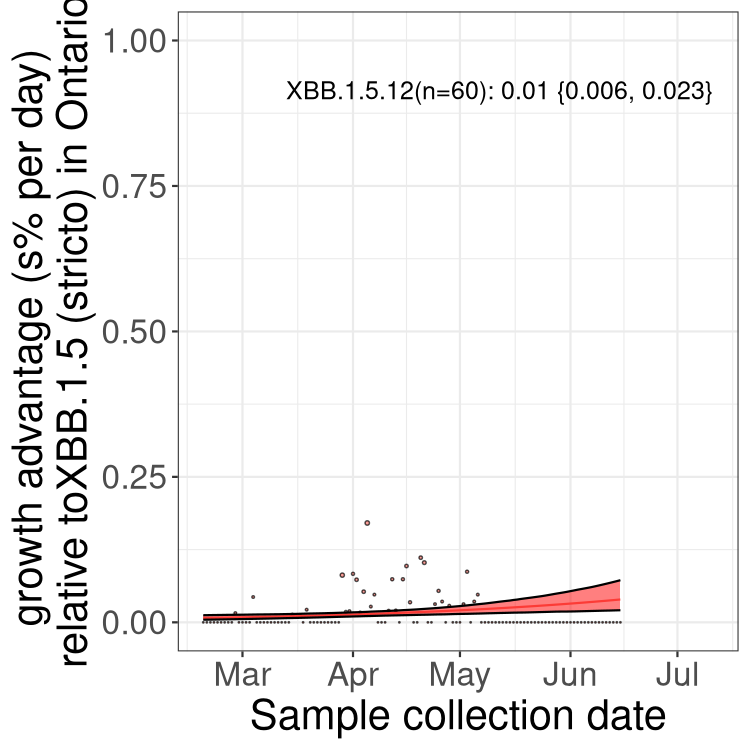 growth advantage (s% per day)
relative toXBB.1.5 (stricto) in Ontario
1.00
0.75
0.50
0.25
0.00
XBB.1.5.12(n=60): 0.01 {0.006, 0.023}
Mar Apr May Jun Jul
Sample collection date